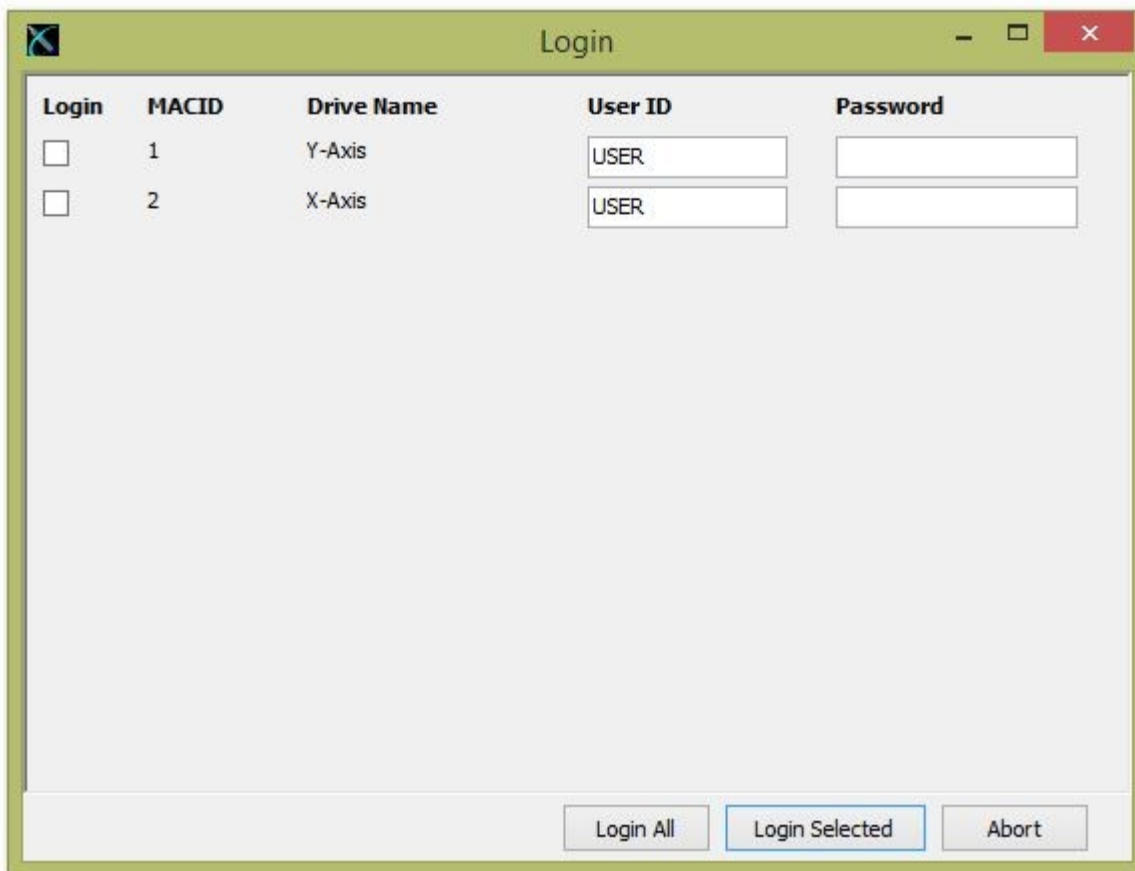 Login
Login MACID Drive Name User ID Password
1 Y-Axis USER
2 X-Axis USER
Login All Login Selected Abort